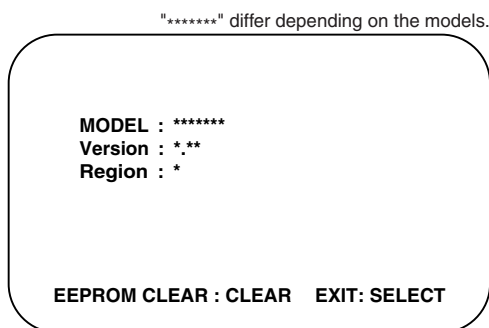 "*******" differ depending on the models.
MODEL : *******
Version : *.**
Region : *
EEPROM CLEAR : CLEAR EXIT: SELECT